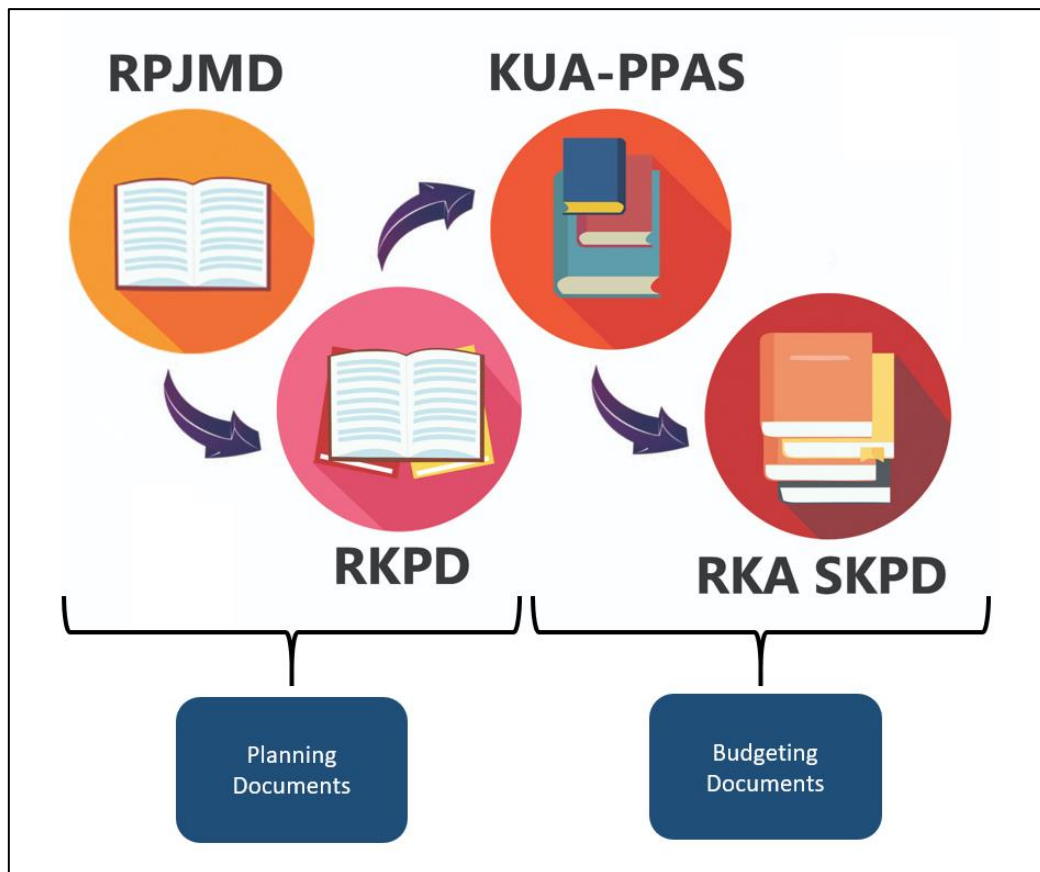 RPJMD
KUA-PPAS
RKPD
RKA SKPD
Planning
Documents
Budgeting
Documents